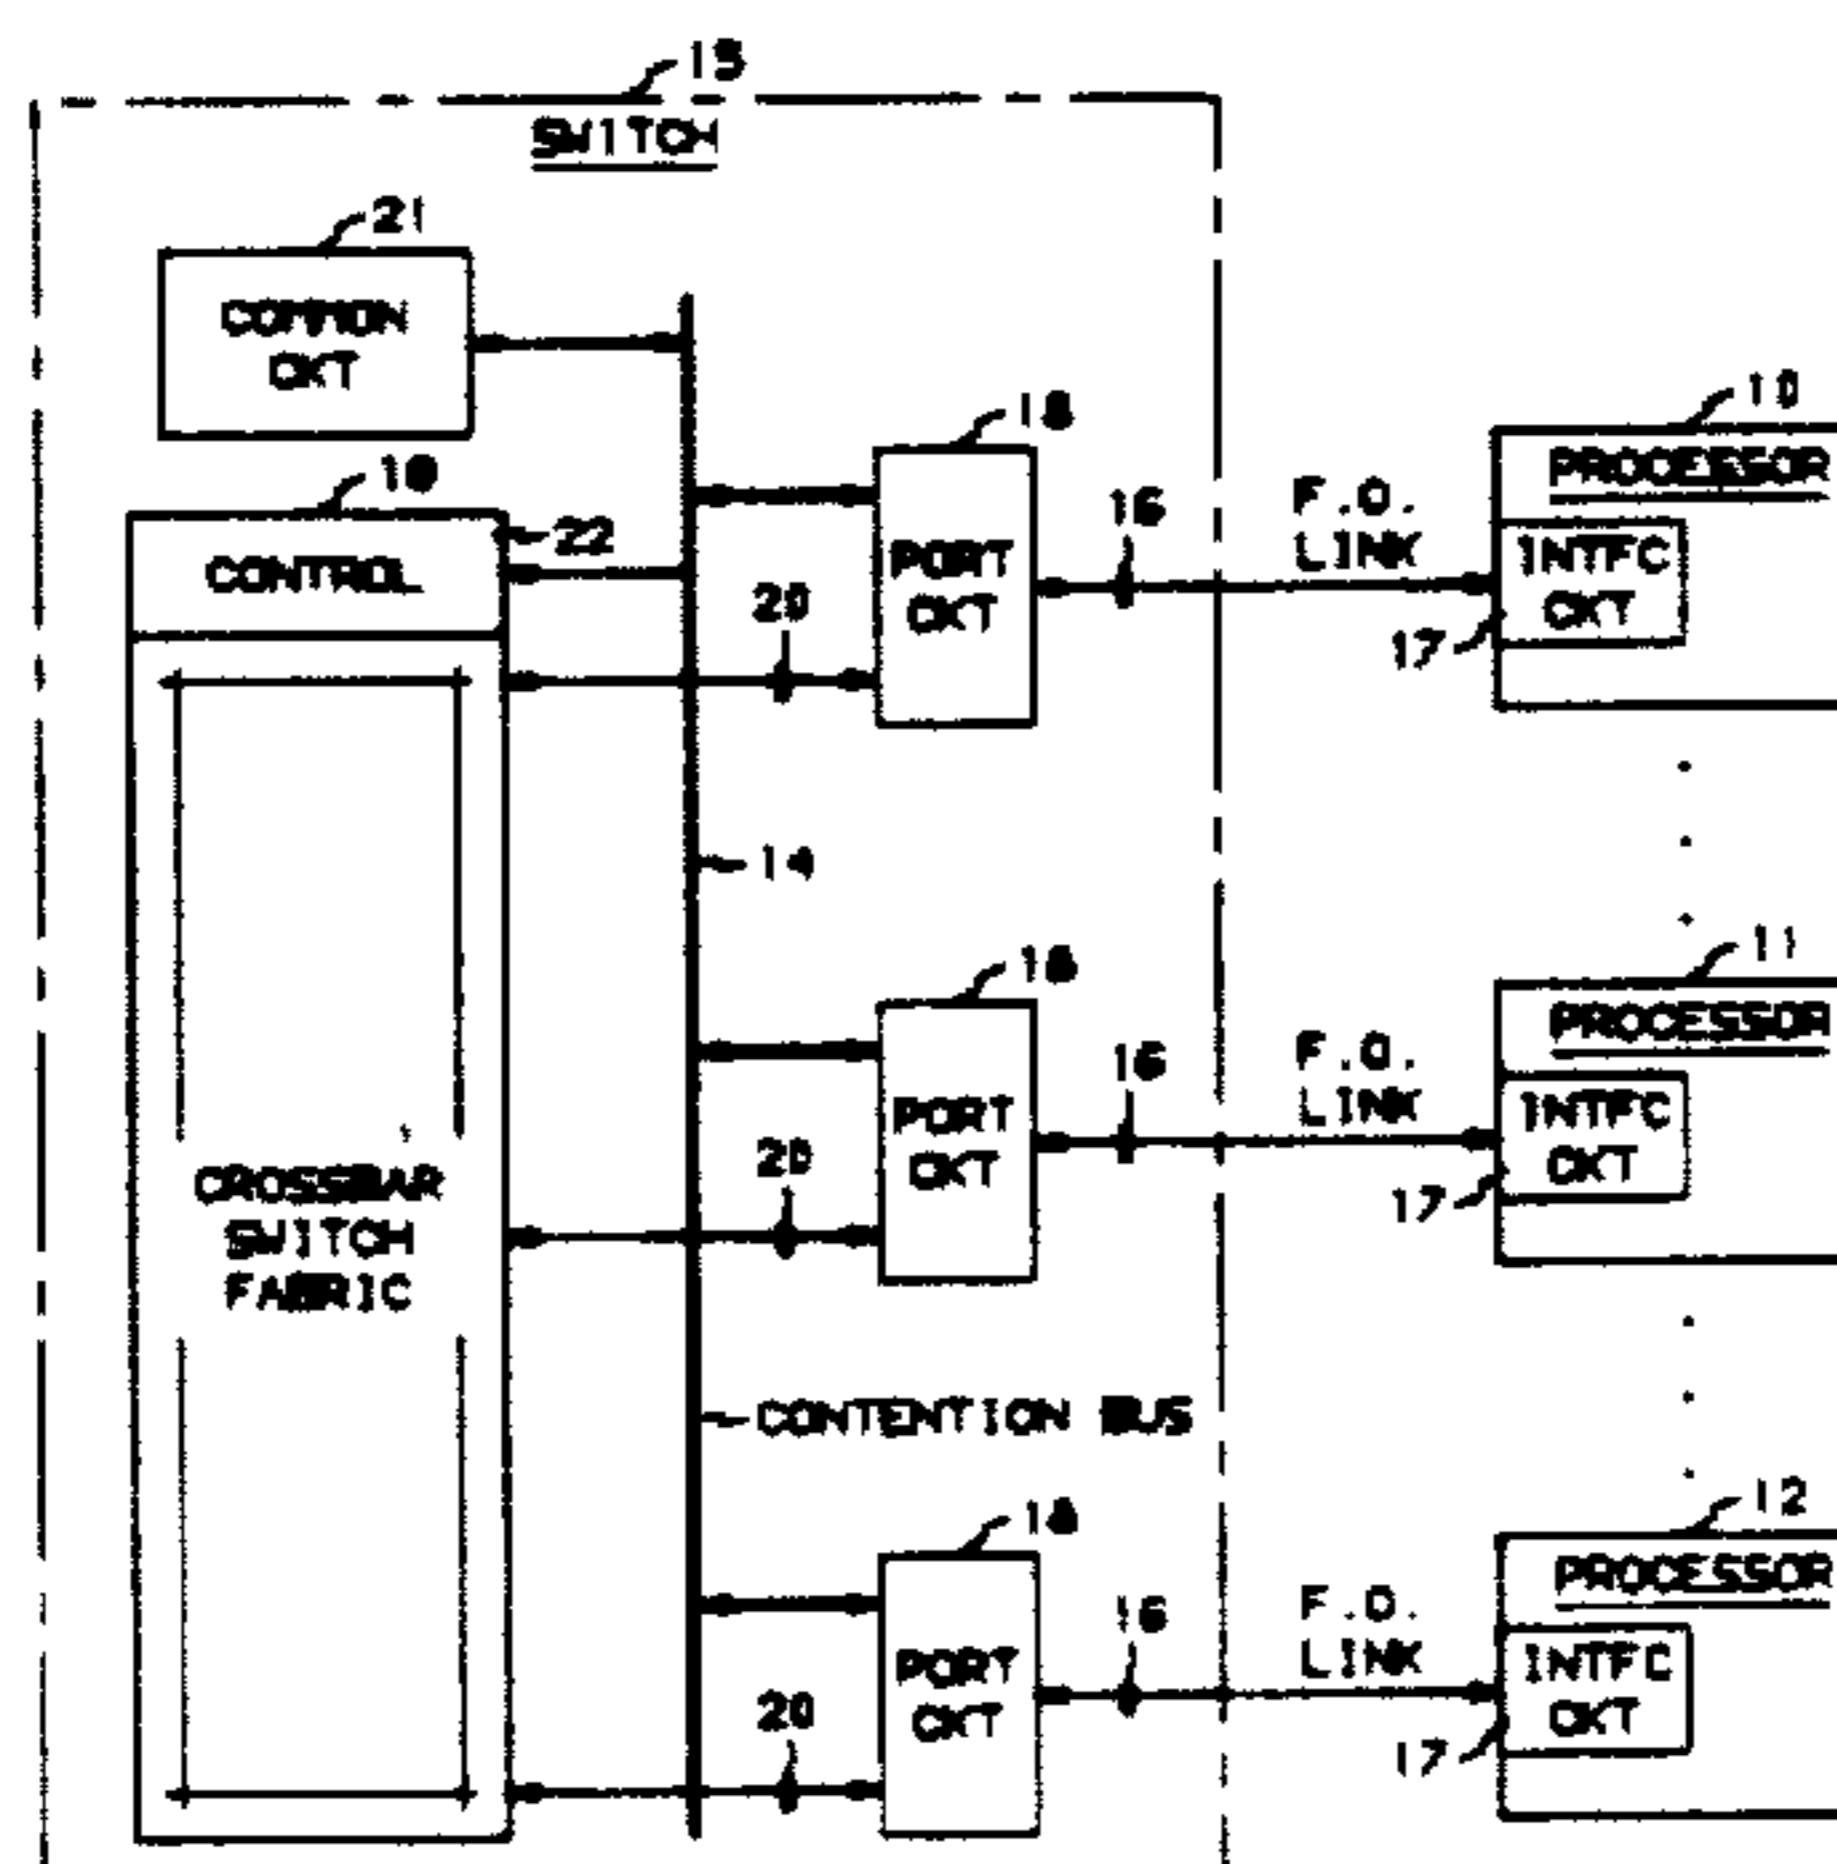 15
SWITCH
21
COMMON
CKT
18
10
PROCESSOR
22
CONTROL
PORT
CKT
16
F.O.
LINK
INTFC
CKT
17
20
14
18
11
PROCESSOR
PORT
CKT
16
F.O.
LINK
INTFC
CKT
17
20
CROSSBAR
SWITCH
FABRIC
CONTENTION BUS
18
12
PROCESSOR
PORT
CKT
16
F.O.
LINK
INTFC
CKT
17
20